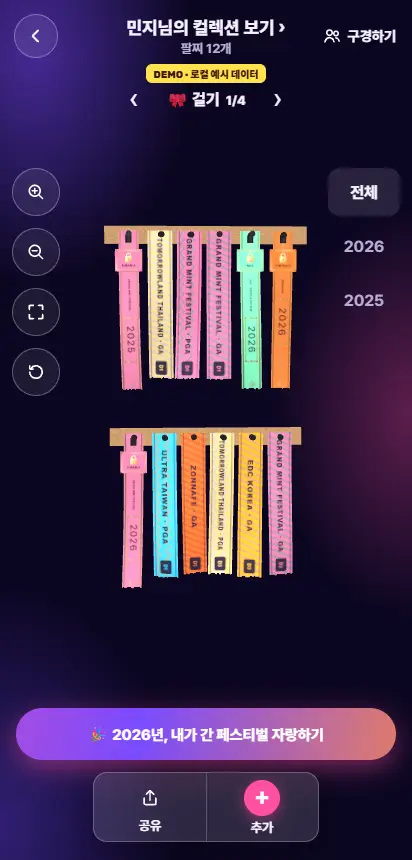 민지님의 컬렉션 보기 ›
팔찌 12개
구경하기
DEMO · 로컬 예시 데이터
걸기 1/4
전체
2026
2025
2025
TOMORROWLAND THAILAND · GA
GRAND MINT FESTIVAL · PGA
GRAND MINT FESTIVAL · GA
2026
2026
2026
ULTRA TAIWAN · PGA
ZONNAFE · GA
TOMORROWLAND THAILAND · PGA
EDC KOREA · GA
GRAND MINT FESTIVAL · GA
2026년, 내가 간 페스티벌 자랑하기
공유
추가